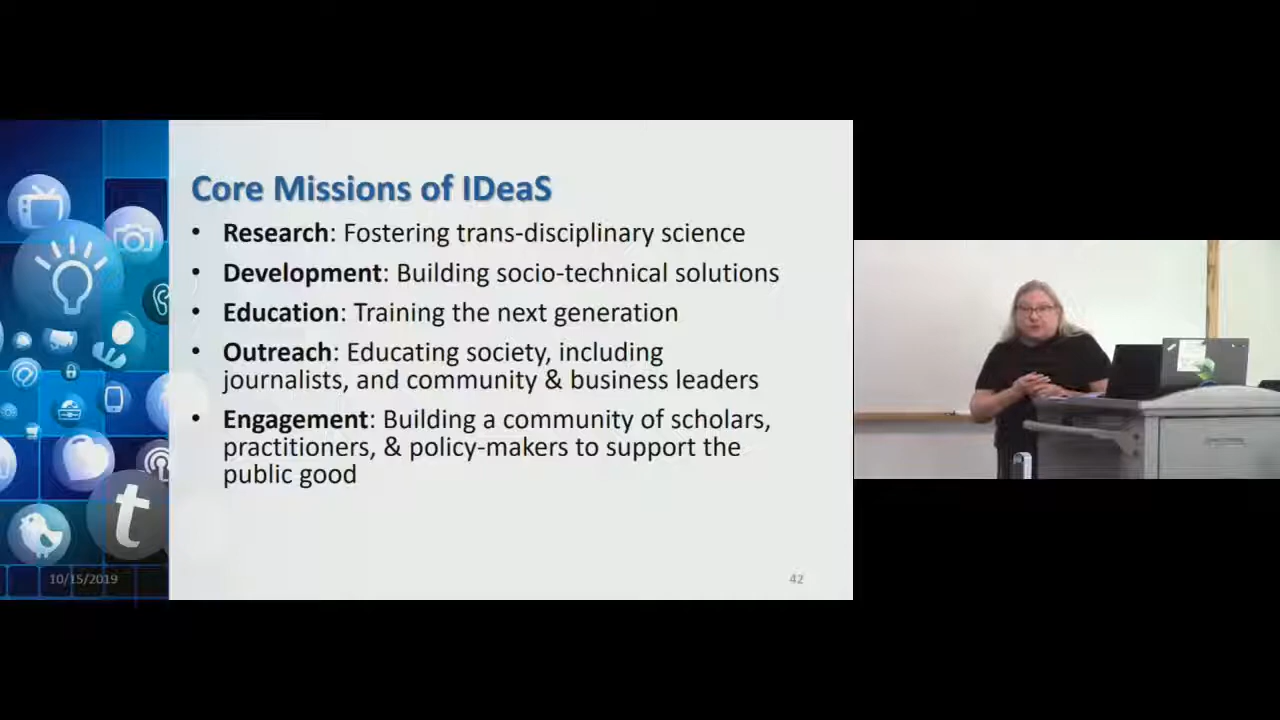 Core Missions of IDeaS
• Research: Fostering trans-disciplinary science
• Development: Building socio-technical solutions
• Education: Training the next generation
• Outreach: Educating society, including
journalists, and community & business leaders
• Engagement: Building a community of scholars,
practitioners, & policy-makers to support the
public good
t
10/15/2019
42